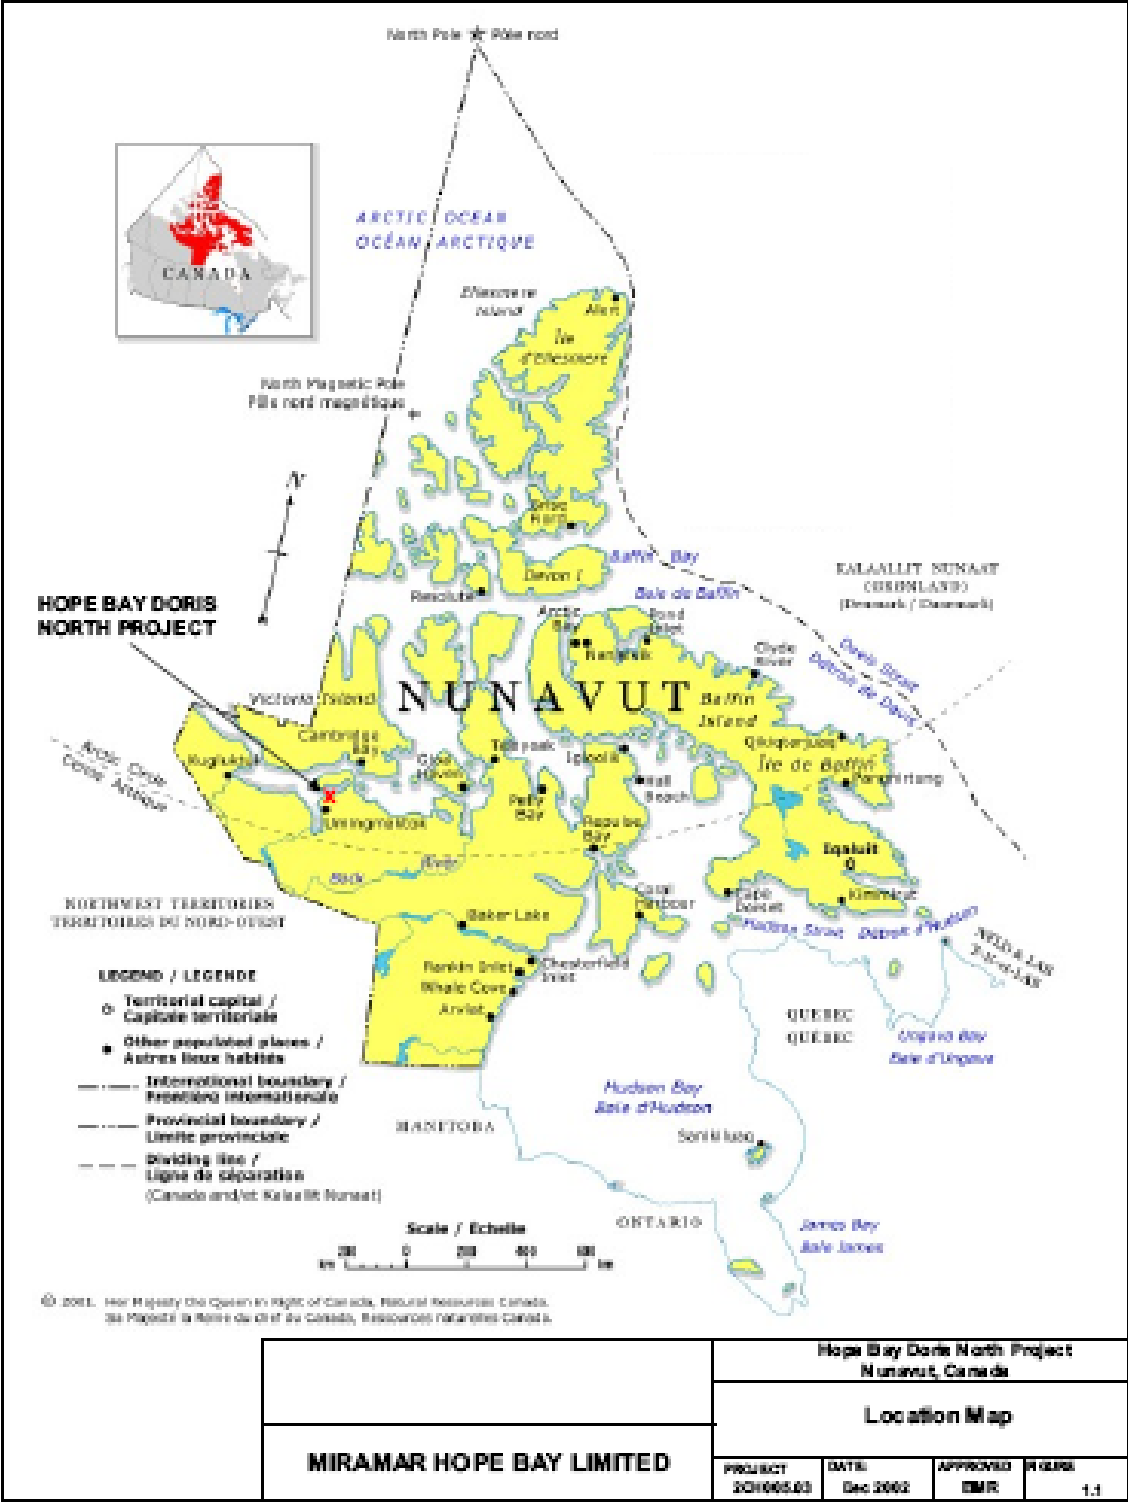 North Pole Pôle nord
ARCTIC OCEAN
OCÉAN ARCTIQUE
CANADA
Ellesmere
Island
Alert
Île
d'Ellesmere
North Magnetic Pole
Pôle nord magnétique
N
Grise
Fiord
Devon I
Baffin Bay
Baie de Baffin
KALAALLIT NUNAAT
(GRØNLAND)
(Denmark / Danemark)
HOPE BAY DORIS
NORTH PROJECT
Resolute
Arctic
Bay
Nanisivik
Pond
Inlet
Clyde
River
Davis Strait
Détroit de Davis
NUNAVUT
Victoria Island
Baffin
Island
Cambridge
Bay
Kugluktuk
Gjoa
Haven
Taloyoak
Igloolik
Qikiqtarjuaq
Île de Baffin
Pangnirtung
Arctic Circle
Cercle Arctique
Hall
Beach
X
Umingmaktok
Pelly
Bay
Repulse
Bay
Iqaluit
Back River
Coral
Harbour
Cape
Dorset
Kimmirut
NORTHWEST TERRITORIES
TERRITOIRES DU NORD-OUEST
Baker Lake
Hudson Strait Détroit d'Hudson
NFLD & LAB
T.-N.-et-LAB
Rankin Inlet
Chesterfield
Inlet
Whale Cove
Arviat
LEGEND / LÉGENDE
Territorial capital /
Capitale territoriale
Other populated places /
Autres lieux habités
International boundary /
Frontière internationale
Provincial boundary /
Limite provinciale
Dividing line /
Ligne de séparation
(Canada and/et Kalaallit Nunaat)
QUEBEC
QUÉBEC
Ungava Bay
Baie d'Ungava
Hudson Bay
Baie d'Hudson
MANITOBA
Sanikiluaq
ONTARIO
James Bay
Baie James
Scale / Échelle
200 0 200 400 600
km km
© 2001. Her Majesty the Queen in Right of Canada, Natural Resources Canada.
Sa Majesté la Reine du chef du Canada, Ressources naturelles Canada.
Hope Bay Doris North Project
Nunavut, Canada
Location Map
MIRAMAR HOPE BAY LIMITED
PROJECT
DATE
APPROVED
FIGURE
Dec 2002
EMR
1.1